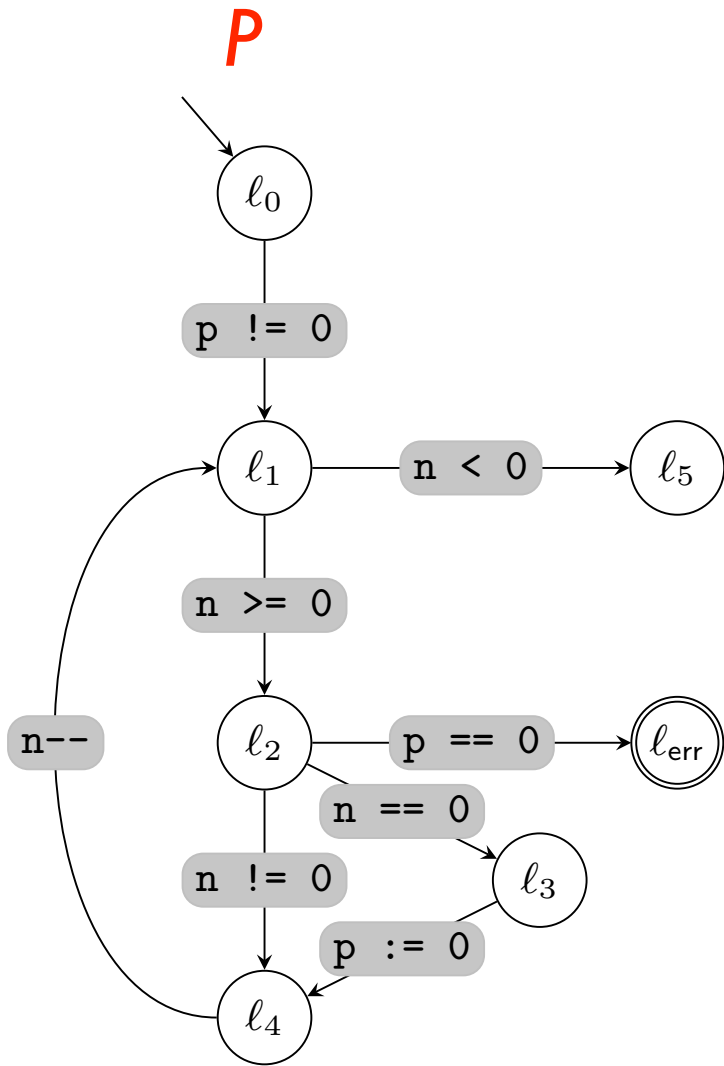 P
ℓ0
p != 0
ℓ1
n < 0
ℓ5
n >= 0
n--
ℓ2
p == 0
ℓerr
n == 0
n != 0
ℓ3
p := 0
ℓ4